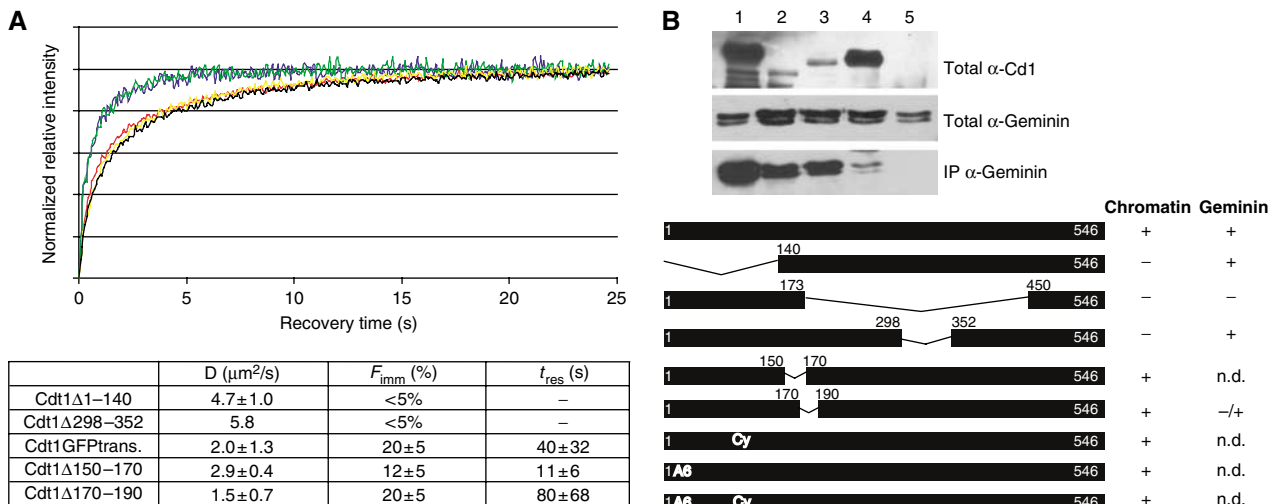 A
Normalized relative intensity
0 5 10 15 20 25
Recovery time (s)
D (μm²/s) F_imm (%) t_res (s)
Cdt1Δ1–140 4.7±1.0 <5% –
Cdt1Δ298–352 5.8 <5% –
Cdt1GFPtrans. 2.0±1.3 20±5 40±32
Cdt1Δ150–170 2.9±0.4 12±5 11±6
Cdt1Δ170–190 1.5±0.7 20±5 80±68
B
1 2 3 4 5
Total α-Cd1
Total α-Geminin
IP α-Geminin
Chromatin Geminin
1 546 + +
140
546 – +
173 450
1 546 – –
298 352
1 546 – +
150 170
1 546 + n.d.
170 190
1 546 + –/+
1 Cy 546 + n.d.
1 A6 546 + n.d.
1 A6 Cy 546 + n.d.